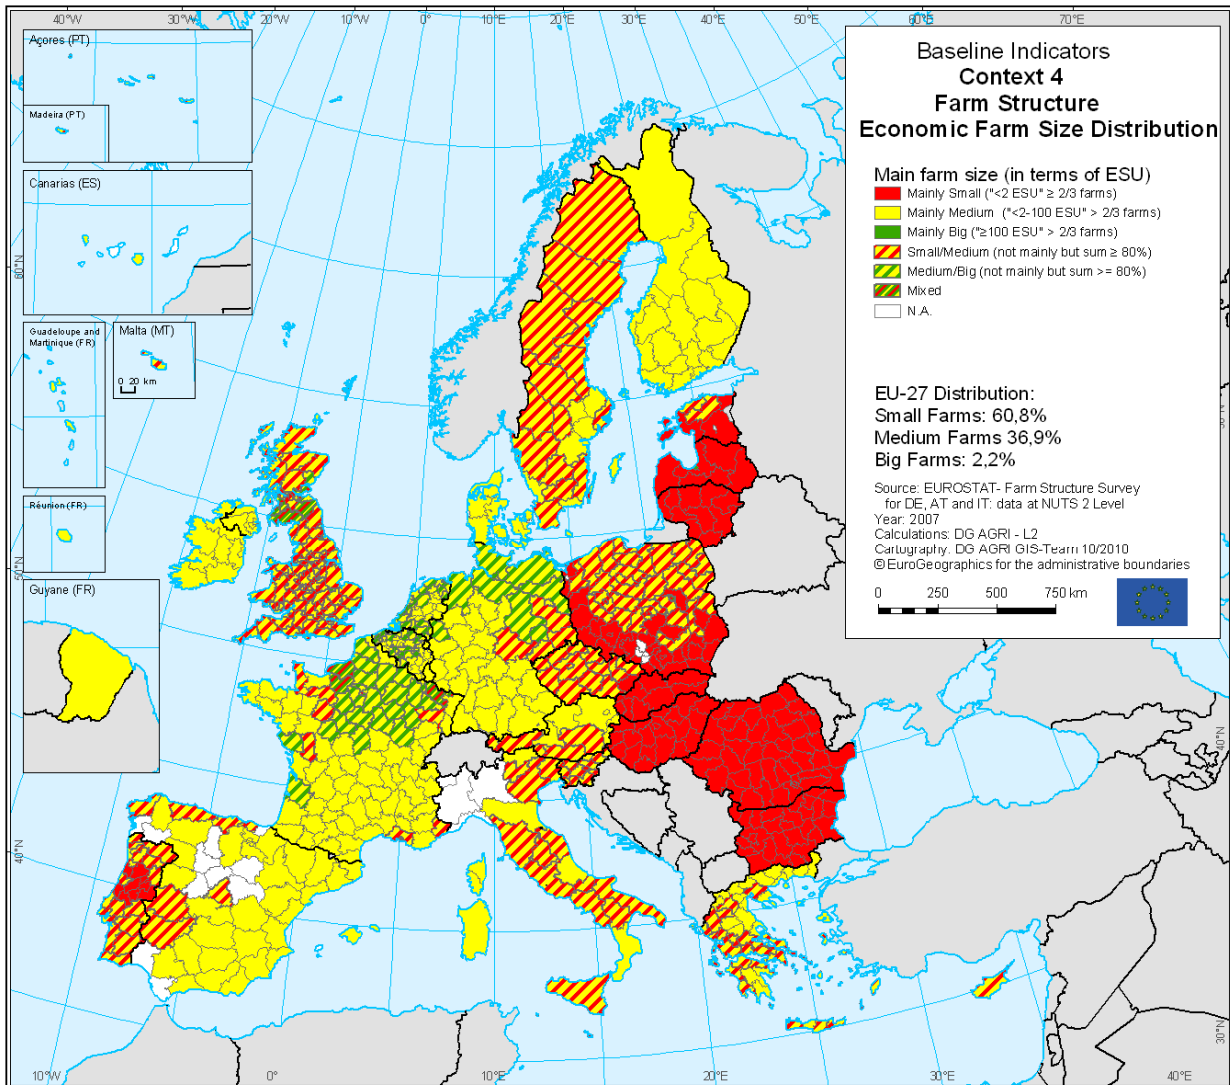 40°W
30°W
20°W
10°W
0°
10°E
20°E
30°E
40°E
50°E
60°E
70°E
Açores (PT)
Madeira (PT)
Canarias (ES)
Guadeloupe and
Martinique (FR)
Malta (MT)
0 20 km
Réunion (FR)
Guyane (FR)
Baseline Indicators
Context 4
Farm Structure
Economic Farm Size Distribution
Main farm size (in terms of ESU)
Mainly Small ("<2 ESU" ≥ 2/3 farms)
Mainly Medium ("<2-100 ESU" > 2/3 farms)
Mainly Big ("≥100 ESU" > 2/3 farms)
Small/Medium (not mainly but sum ≥ 80%)
Medium/Big (not mainly but sum >= 80%)
Mixed
N.A.
EU-27 Distribution:
Small Farms: 60,8%
Medium Farms 36,9%
Big Farms: 2,2%
Source: EUROSTAT- Farm Structure Survey
for DE, AT and IT: data at NUTS 2 Level
Year: 2007
Calculations: DG AGRI - L2
Cartography: DG AGRI GIS-Team 10/2010
© EuroGeographics for the administrative boundaries
0 250 500 750 km
60°N
50°N
40°N
40°N
30°N
10°W
0°
10°E
20°E
30°E
40°E